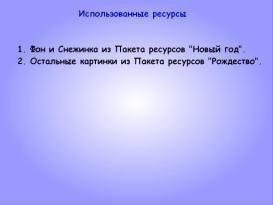 Использованные ресурсы
1. Фон и Снежинка из Пакета ресурсов "Новый год".
2. Остальные картинки из Пакета ресурсов "Рождество".